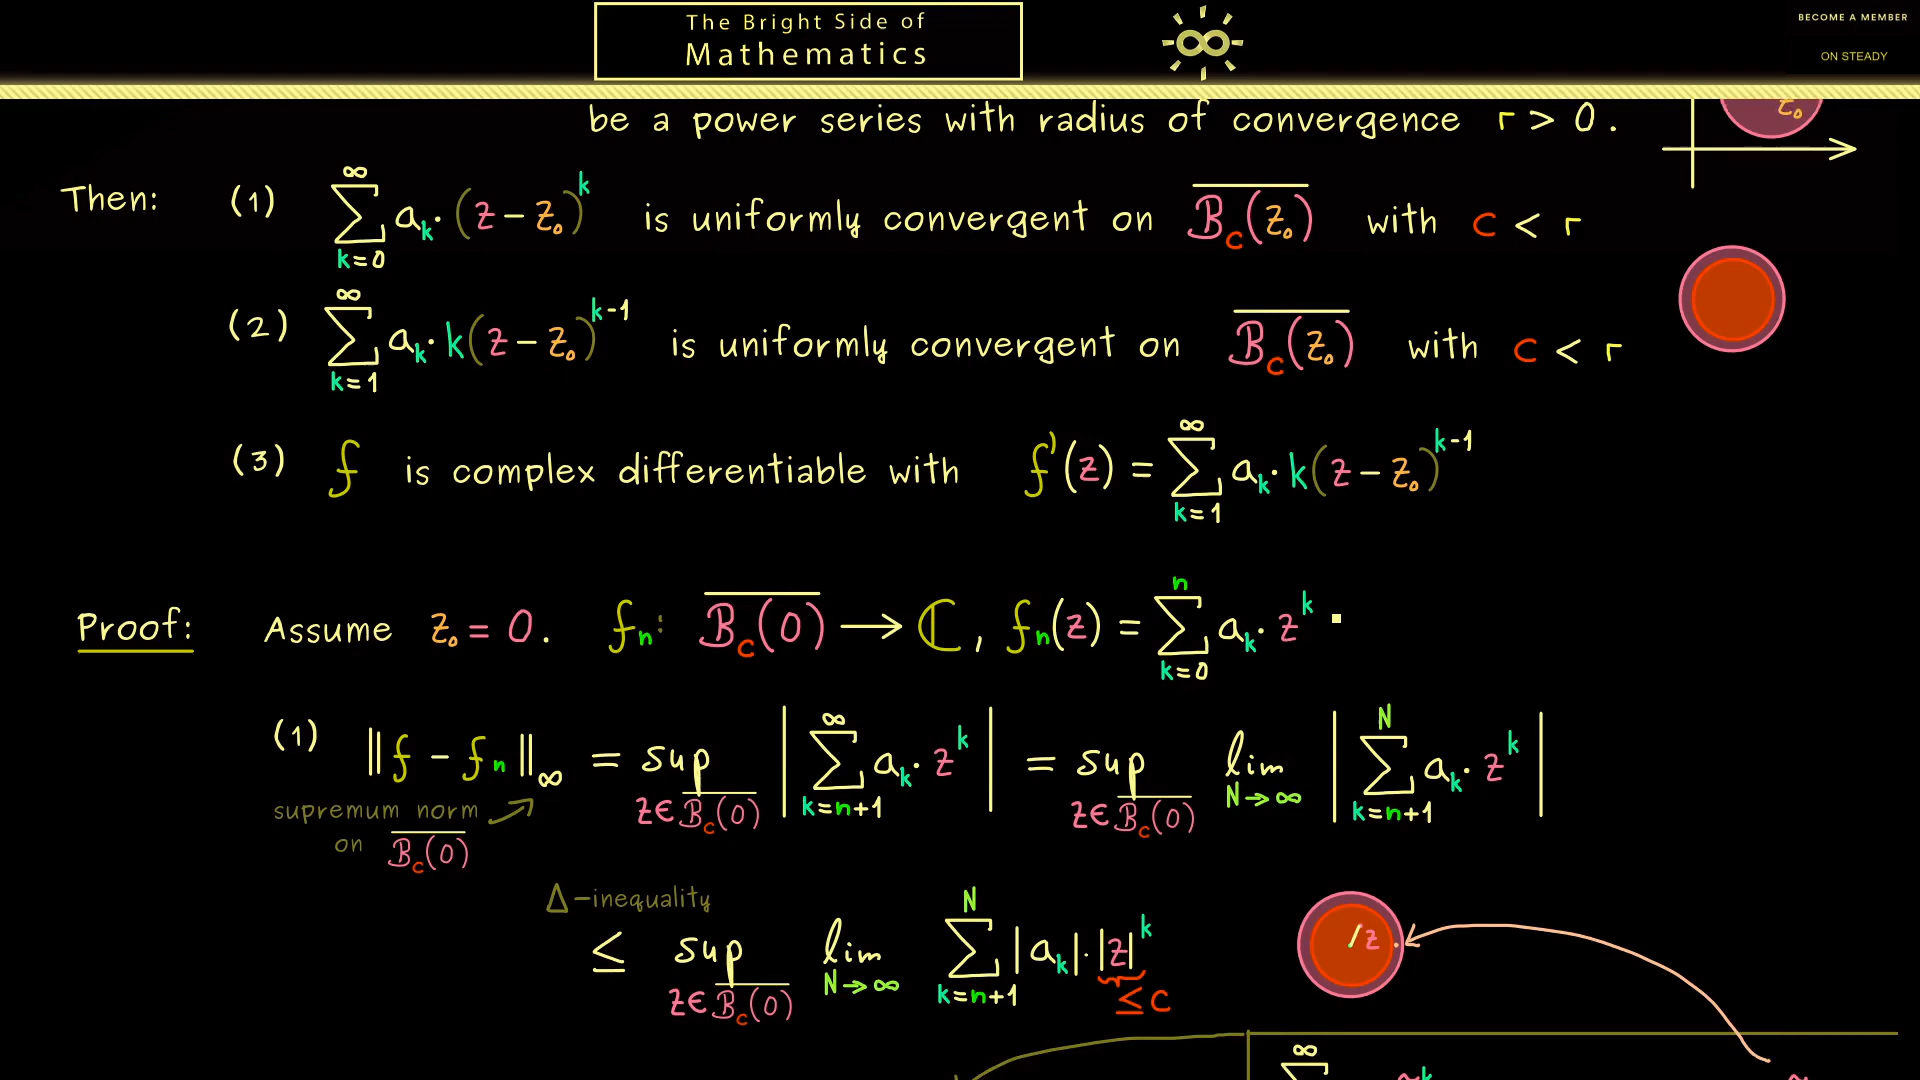 The Bright Side of
Mathematics
BECOME A MEMBER
ON STEADY
be a power series with radius of convergence r > 0.
z₀
Then: (1) ∑_{k=0}^{∞} a_k · (z − z₀)^k is uniformly convergent on \overline{B_c(z₀)} with c < r
(2) ∑_{k=1}^{∞} a_k · k(z − z₀)^{k-1} is uniformly convergent on \overline{B_c(z₀)} with c < r
(3) f is complex differentiable with f'(z) = ∑_{k=1}^{∞} a_k · k(z − z₀)^{k-1}
Proof: Assume z₀ = 0. f_n: \overline{B_c(0)} → ℂ, f_n(z) = ∑_{k=0}^{n} a_k · z^k .
(1) ‖f − f_n‖_∞ = sup_{z∈\overline{B_c(0)}} | ∑_{k=n+1}^{∞} a_k · z^k | = sup_{z∈\overline{B_c(0)}} lim_{N→∞} | ∑_{k=n+1}^{N} a_k · z^k |
supremum norm
on \overline{B_c(0)}
Δ-inequality
≤ sup_{z∈\overline{B_c(0)}} lim_{N→∞} ∑_{k=n+1}^{N} |a_k| · |z|^k
≤ c
z